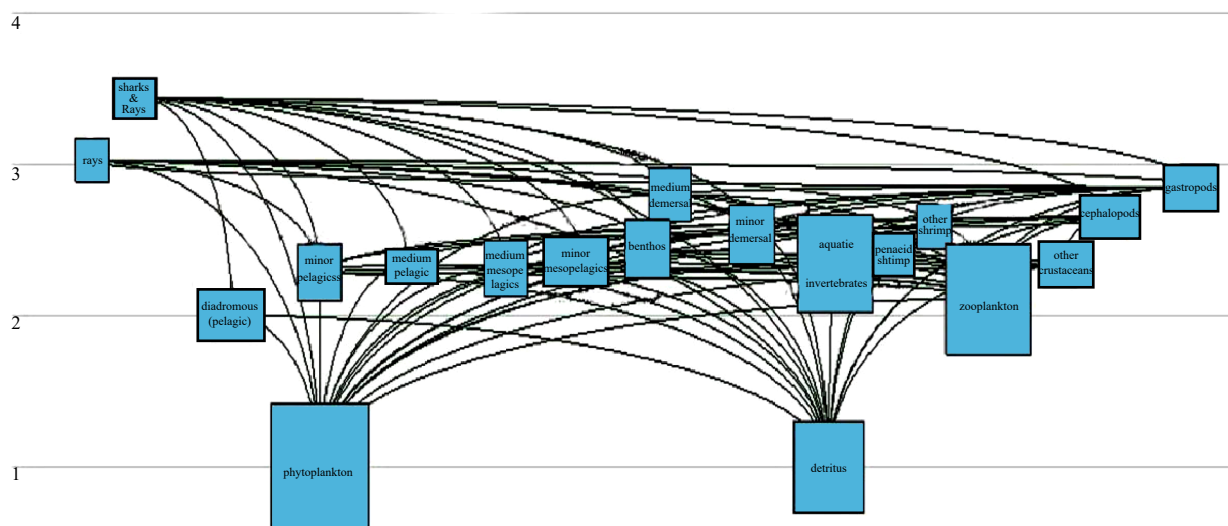 4
sharks
&
Rays
rays
3
medium
demersal
gastropods
minor
demersal
other
shrimp
cephalopods
minor
pelagicss
medium
pelagic
medium
mesope
lagics
minor
mesopelagics
benthos
aquatie
invertebrates
penaeid
shtimp
other
crustaceans
diadromous
(pelagic)
2
zooplankton
phytoplankton
detritus
1